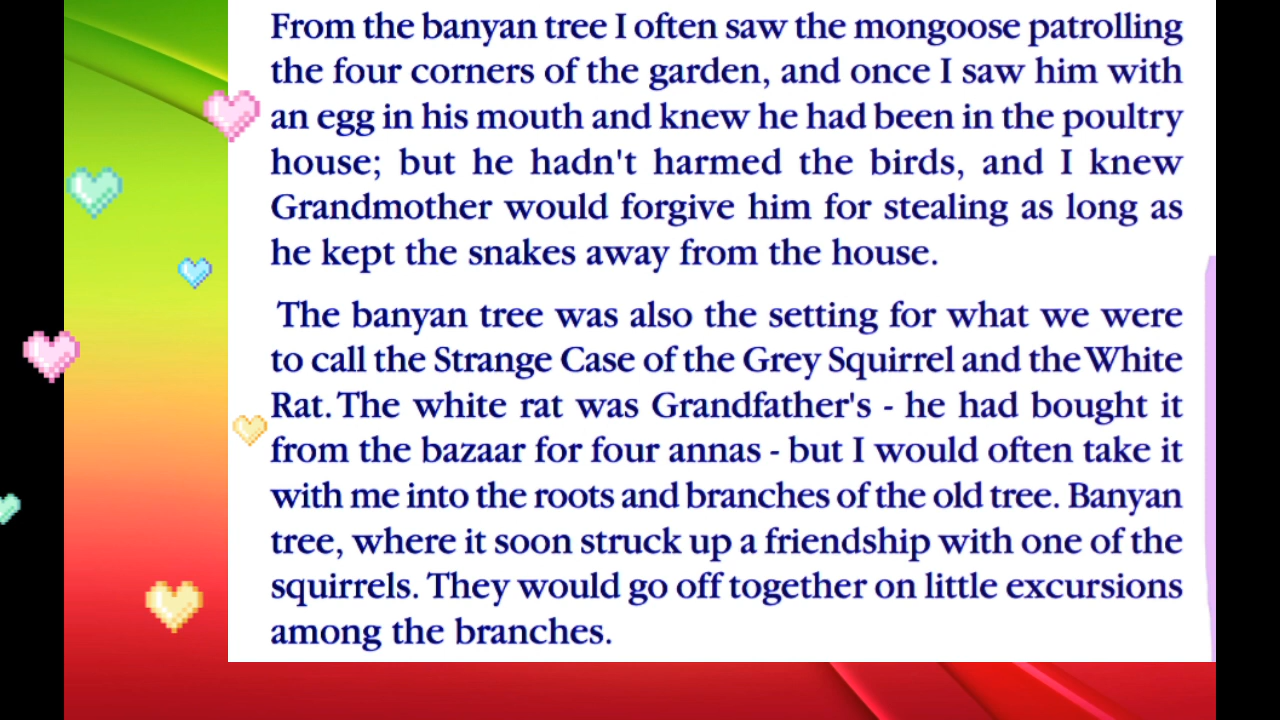 From the banyan tree I often saw the mongoose patrolling
the four corners of the garden, and once I saw him with
an egg in his mouth and knew he had been in the poultry
house; but he hadn't harmed the birds, and I knew
Grandmother would forgive him for stealing as long as
he kept the snakes away from the house.
The banyan tree was also the setting for what we were
to call the Strange Case of the Grey Squirrel and the White
Rat. The white rat was Grandfather's - he had bought it
from the bazaar for four annas - but I would often take it
with me into the roots and branches of the old tree. Banyan
tree, where it soon struck up a friendship with one of the
squirrels. They would go off together on little excursions
among the branches.